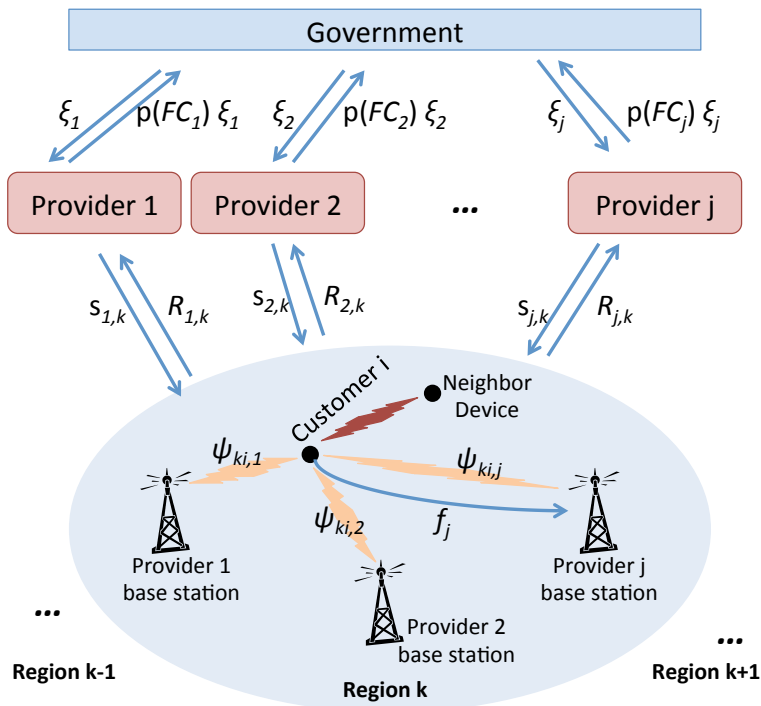 Government
ξ1 p(FC1) ξ1 ξ2 p(FC2) ξ2 ξj p(FCj) ξj
Provider 1 Provider 2 ... Provider j
s1,k R1,k s2,k R2,k sj,k Rj,k
Customer i
Neighbor
Device
ψki,1 ψki,2 ψki,j
fj
Provider 1
base station
Provider 2
base station
Provider j
base station
... ...
Region k-1 Region k Region k+1